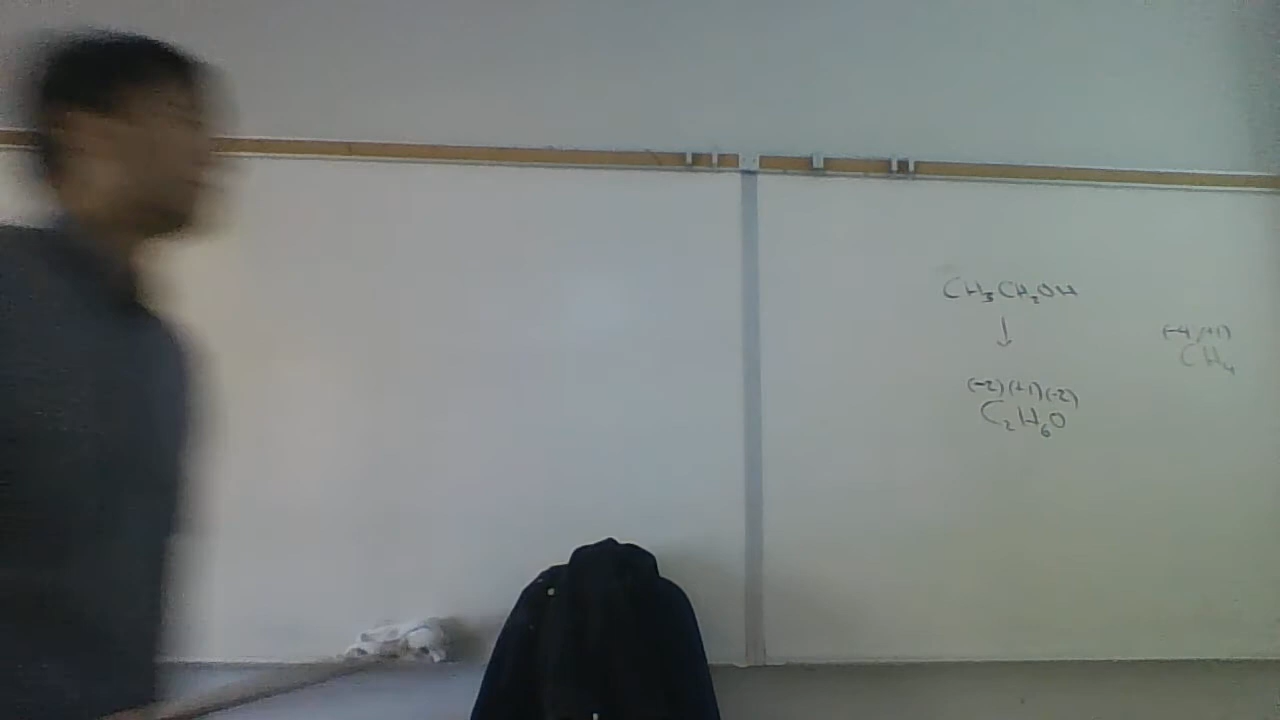 CH₃CH₂OH
↓
(-2)(+1)(-2)
C₂H₆O
(-4)(+1)
CH₄